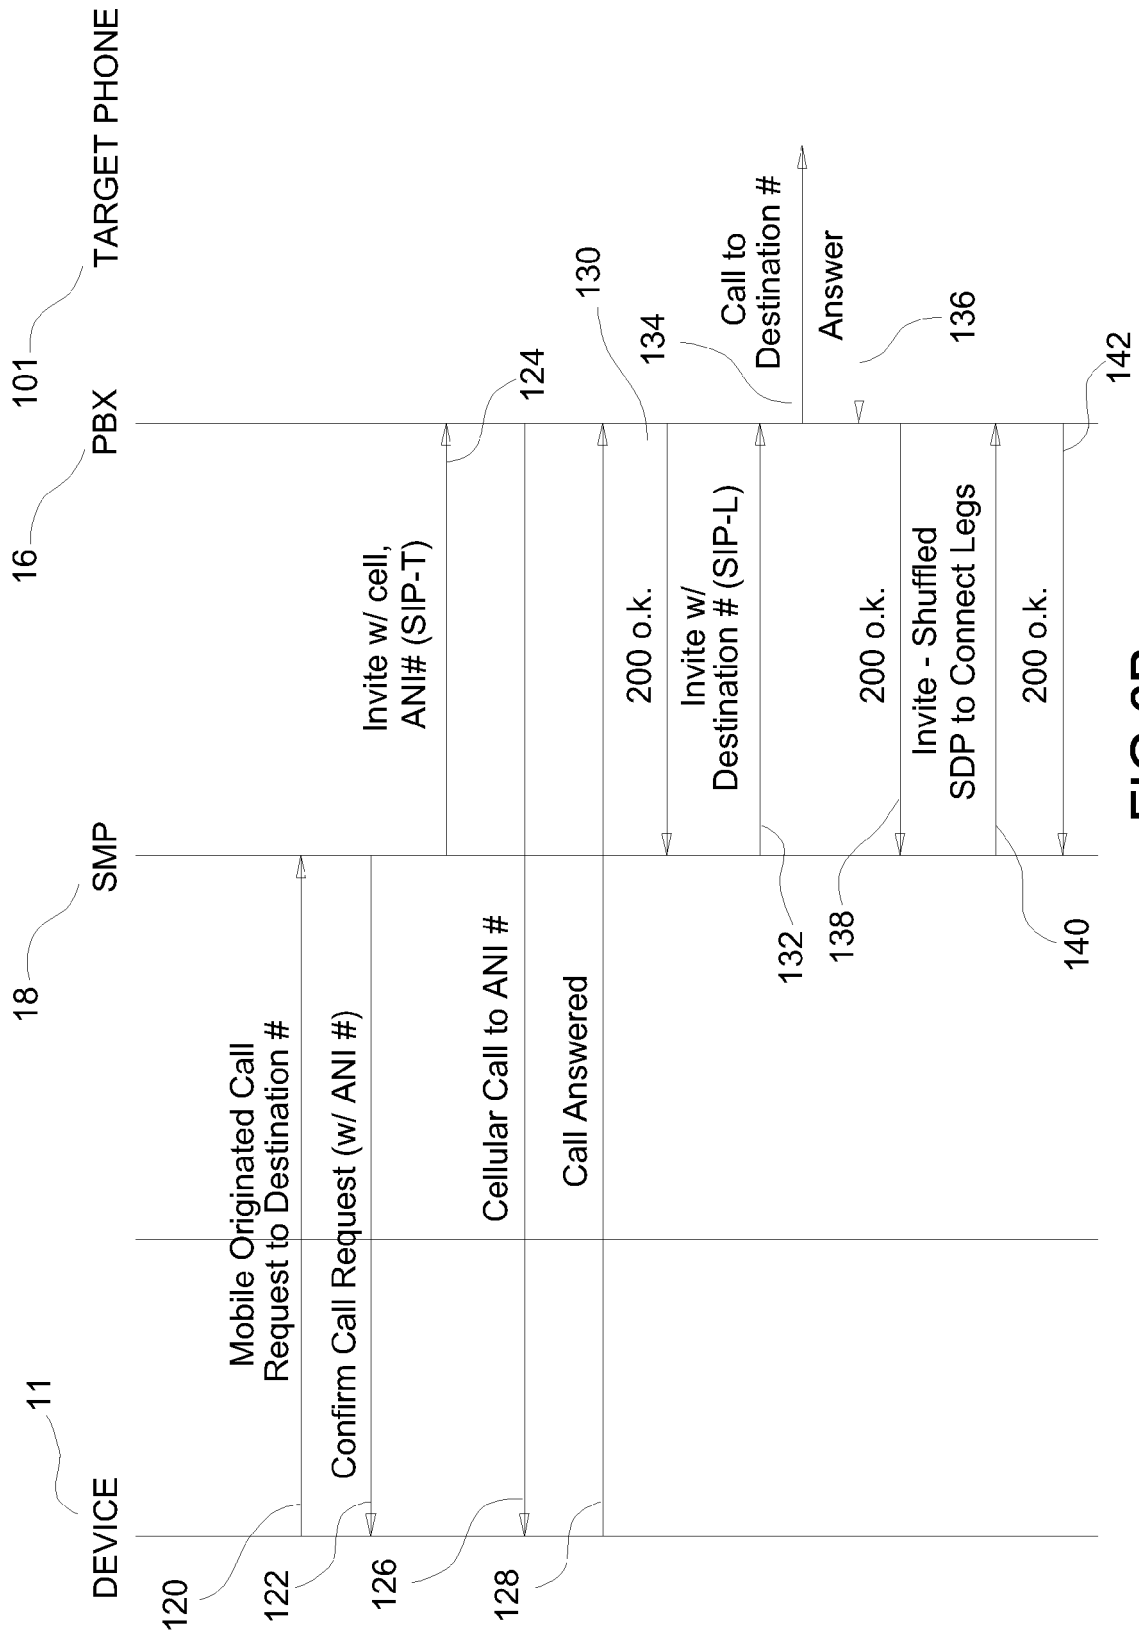 DEVICE
11
SMP
18
PBX
16
TARGET PHONE
101
Mobile Originated Call
Request to Destination #
120
Confirm Call Request (w/ ANI #)
122
Invite w/ cell,
ANI# (SIP-T)
124
Cellular Call to ANI #
126
Call Answered
128
200 o.k.
130
Invite w/
Destination # (SIP-L)
132
Call to
Destination #
134
Answer
136
200 o.k.
138
Invite - Shuffled
SDP to Connect Legs
140
200 o.k.
142